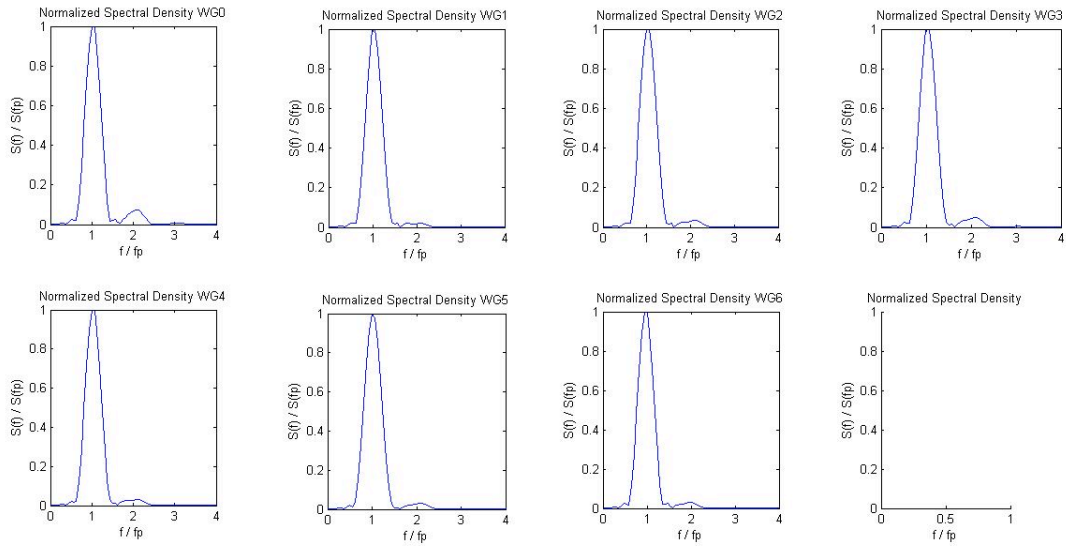 Normalized Spectral Density WG0
1
0.8
0.6
0.4
0.2
0
S(f) / S(fp)
0 1 2 3 4
f / fp
Normalized Spectral Density WG1
1
0.8
0.6
0.4
0.2
0
S(f) / S(fp)
0 1 2 3 4
f / fp
Normalized Spectral Density WG2
1
0.8
0.6
0.4
0.2
0
S(f) / S(fp)
0 1 2 3 4
f / fp
Normalized Spectral Density WG3
1
0.8
0.6
0.4
0.2
0
S(f) / S(fp)
0 1 2 3 4
f / fp
Normalized Spectral Density WG4
1
0.8
0.6
0.4
0.2
0
S(f) / S(fp)
0 1 2 3 4
f / fp
Normalized Spectral Density WG5
1
0.8
0.6
0.4
0.2
0
S(f) / S(fp)
0 1 2 3 4
f / fp
Normalized Spectral Density WG6
1
0.8
0.6
0.4
0.2
0
S(f) / S(fp)
0 1 2 3 4
f / fp
Normalized Spectral Density
1
0.8
0.6
0.4
0.2
0
S(f) / S(fp)
0 0.5 1
f / fp